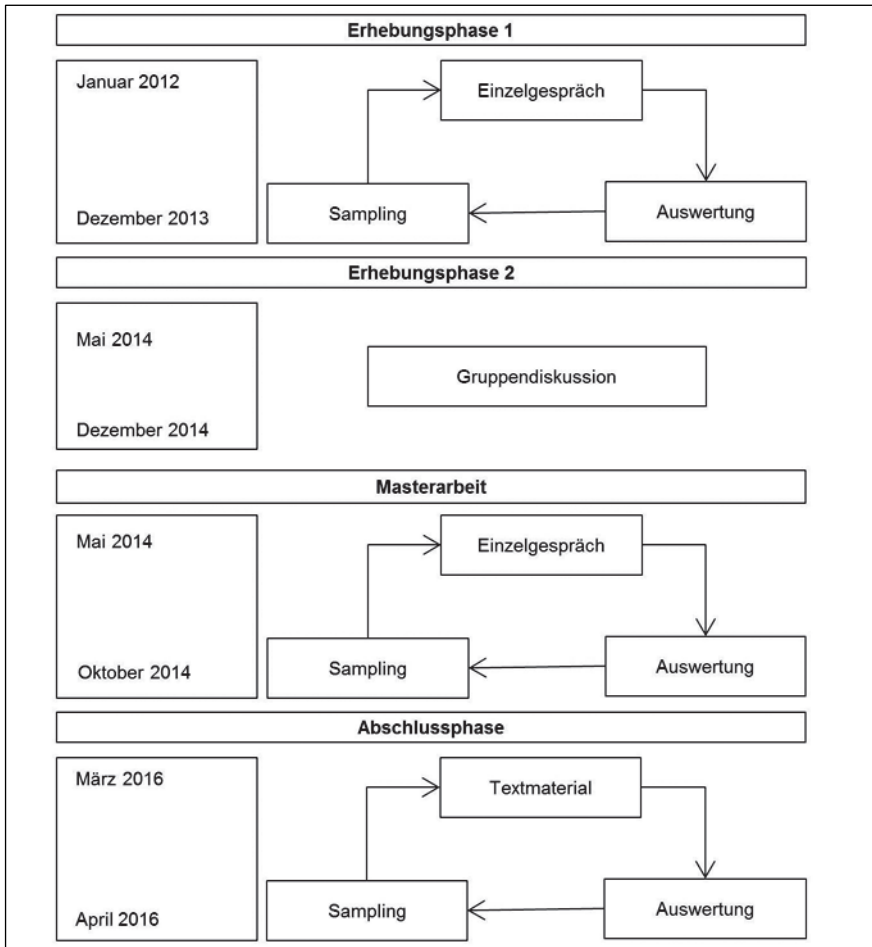 Erhebungsphase 1
Januar 2012
Einzelgespräch
Dezember 2013
Sampling
Auswertung
Erhebungsphase 2
Mai 2014
Gruppendiskussion
Dezember 2014
Masterarbeit
Mai 2014
Einzelgespräch
Oktober 2014
Sampling
Auswertung
Abschlussphase
März 2016
Textmaterial
April 2016
Sampling
Auswertung